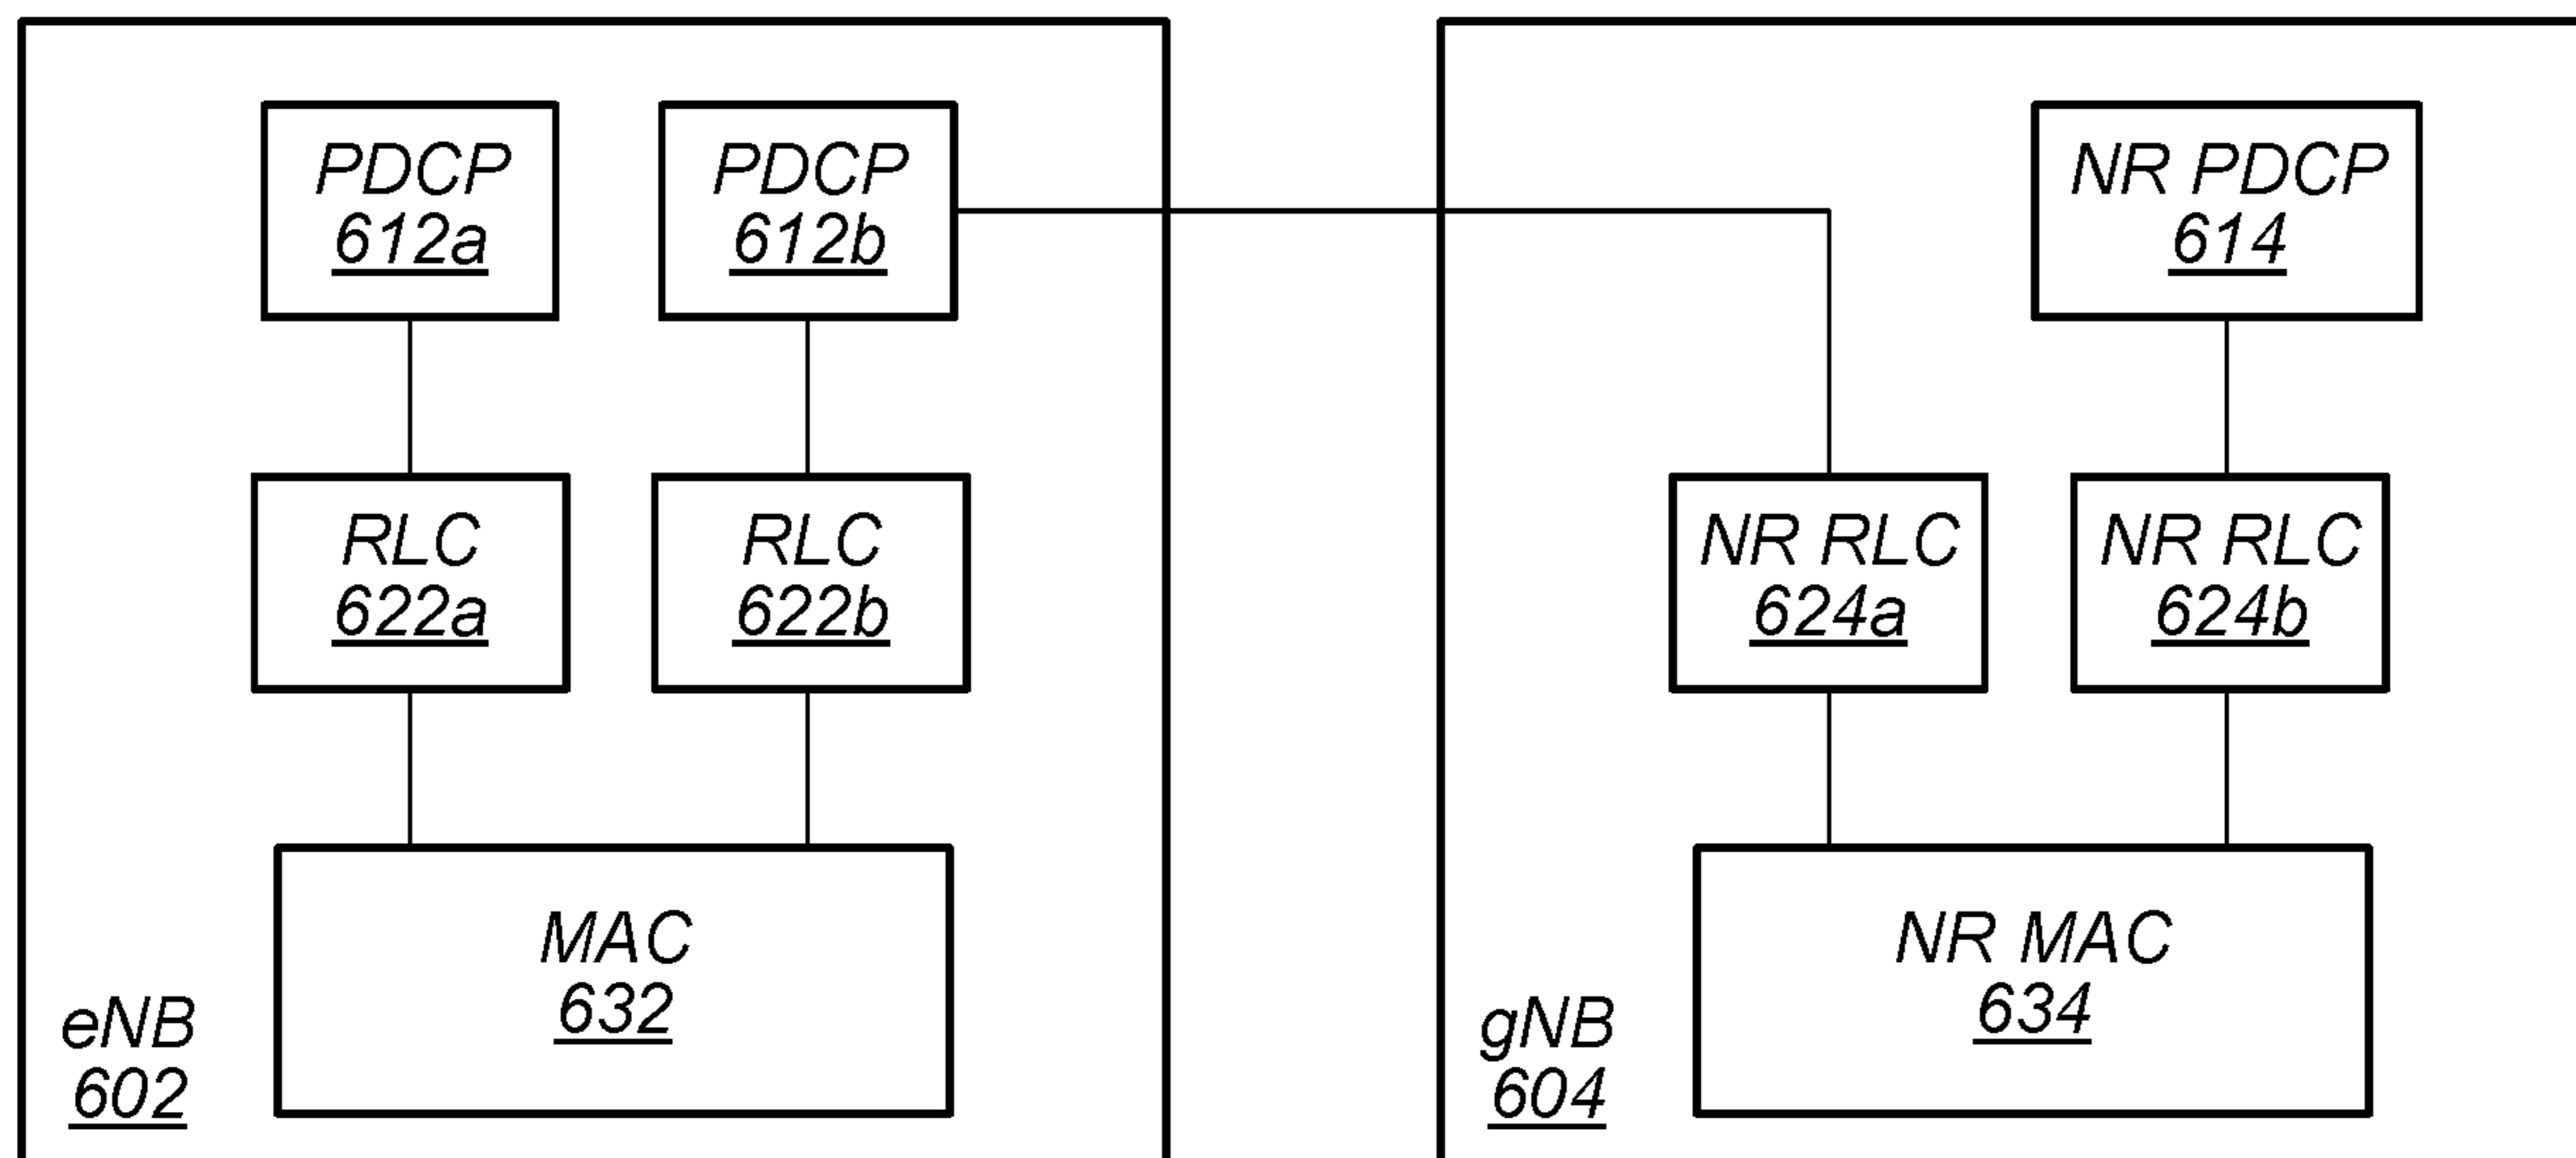 PDCP
612a
PDCP
612b
NR PDCP
614
RLC
622a
RLC
622b
NR RLC
624a
NR RLC
624b
MAC
632
eNB
602
NR MAC
634
gNB
604